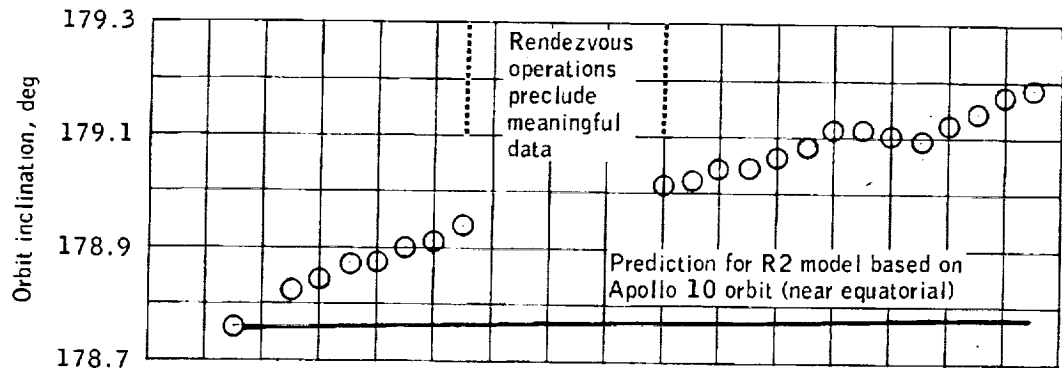 179.3
179.1
178.9
178.7
Orbit inclination, deg
Rendezvous
operations
preclude
meaningful
data
Prediction for R2 model based on
Apollo 10 orbit (near equatorial)